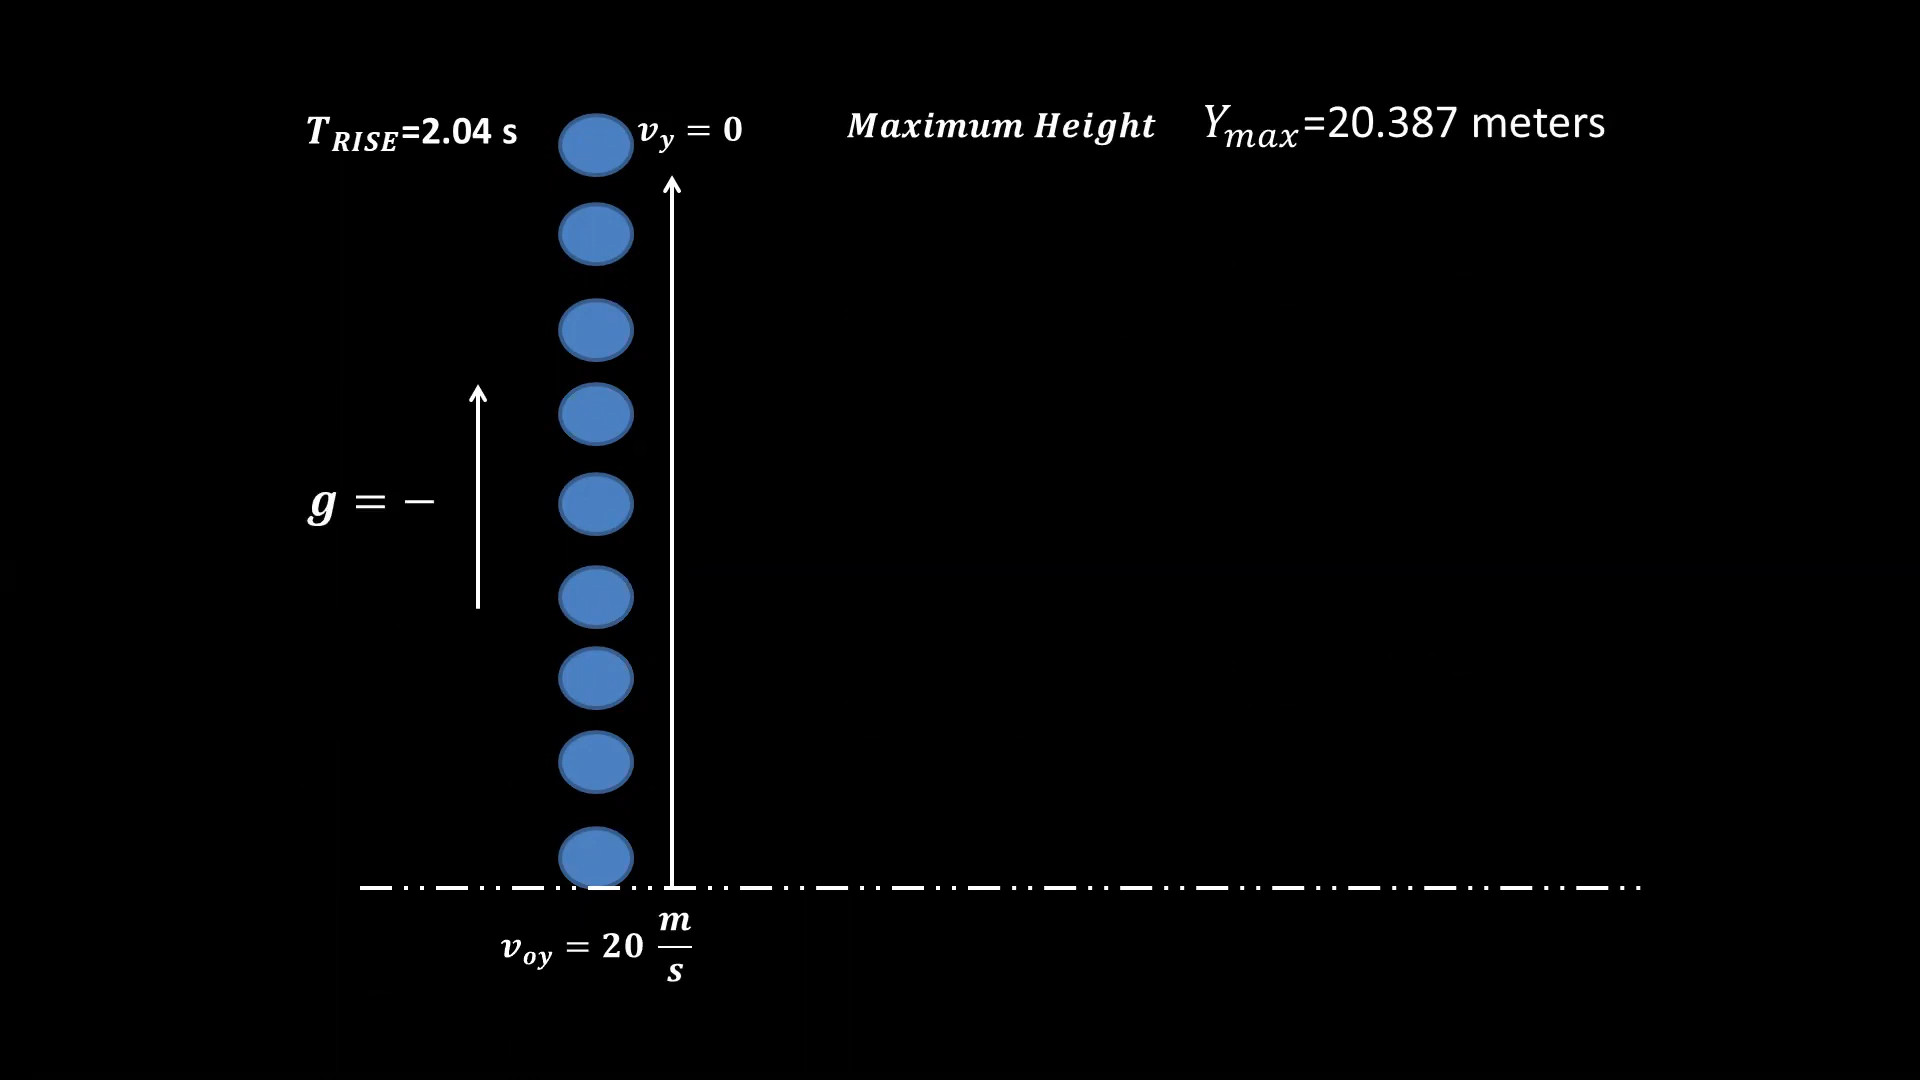 T_RISE=2.04 s v_y = 0 Maximum Height Y_max=20.387 meters
g = −
v_oy = 20 m/s